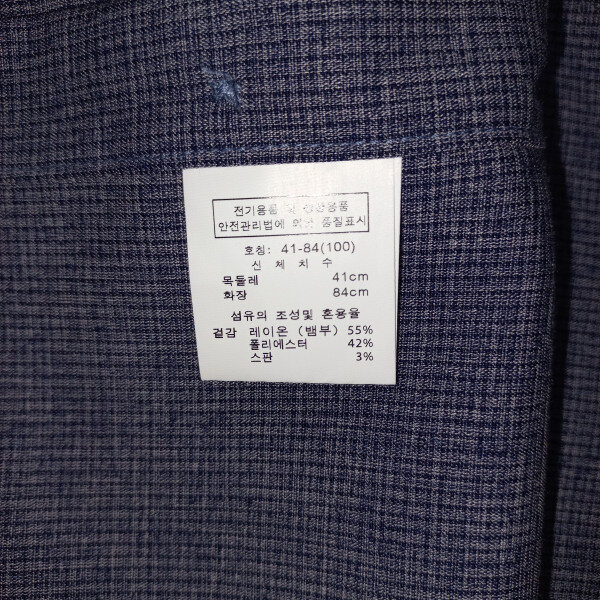 전기용품 및 생활용품
안전관리법에 의한 품질표시
호칭: 41-84(100)
신 체 치 수
목둘레 41cm
화장 84cm
섬유의 조성및 혼용율
겉감 레이온 (뱀부) 55%
폴리에스터 42%
스판 3%